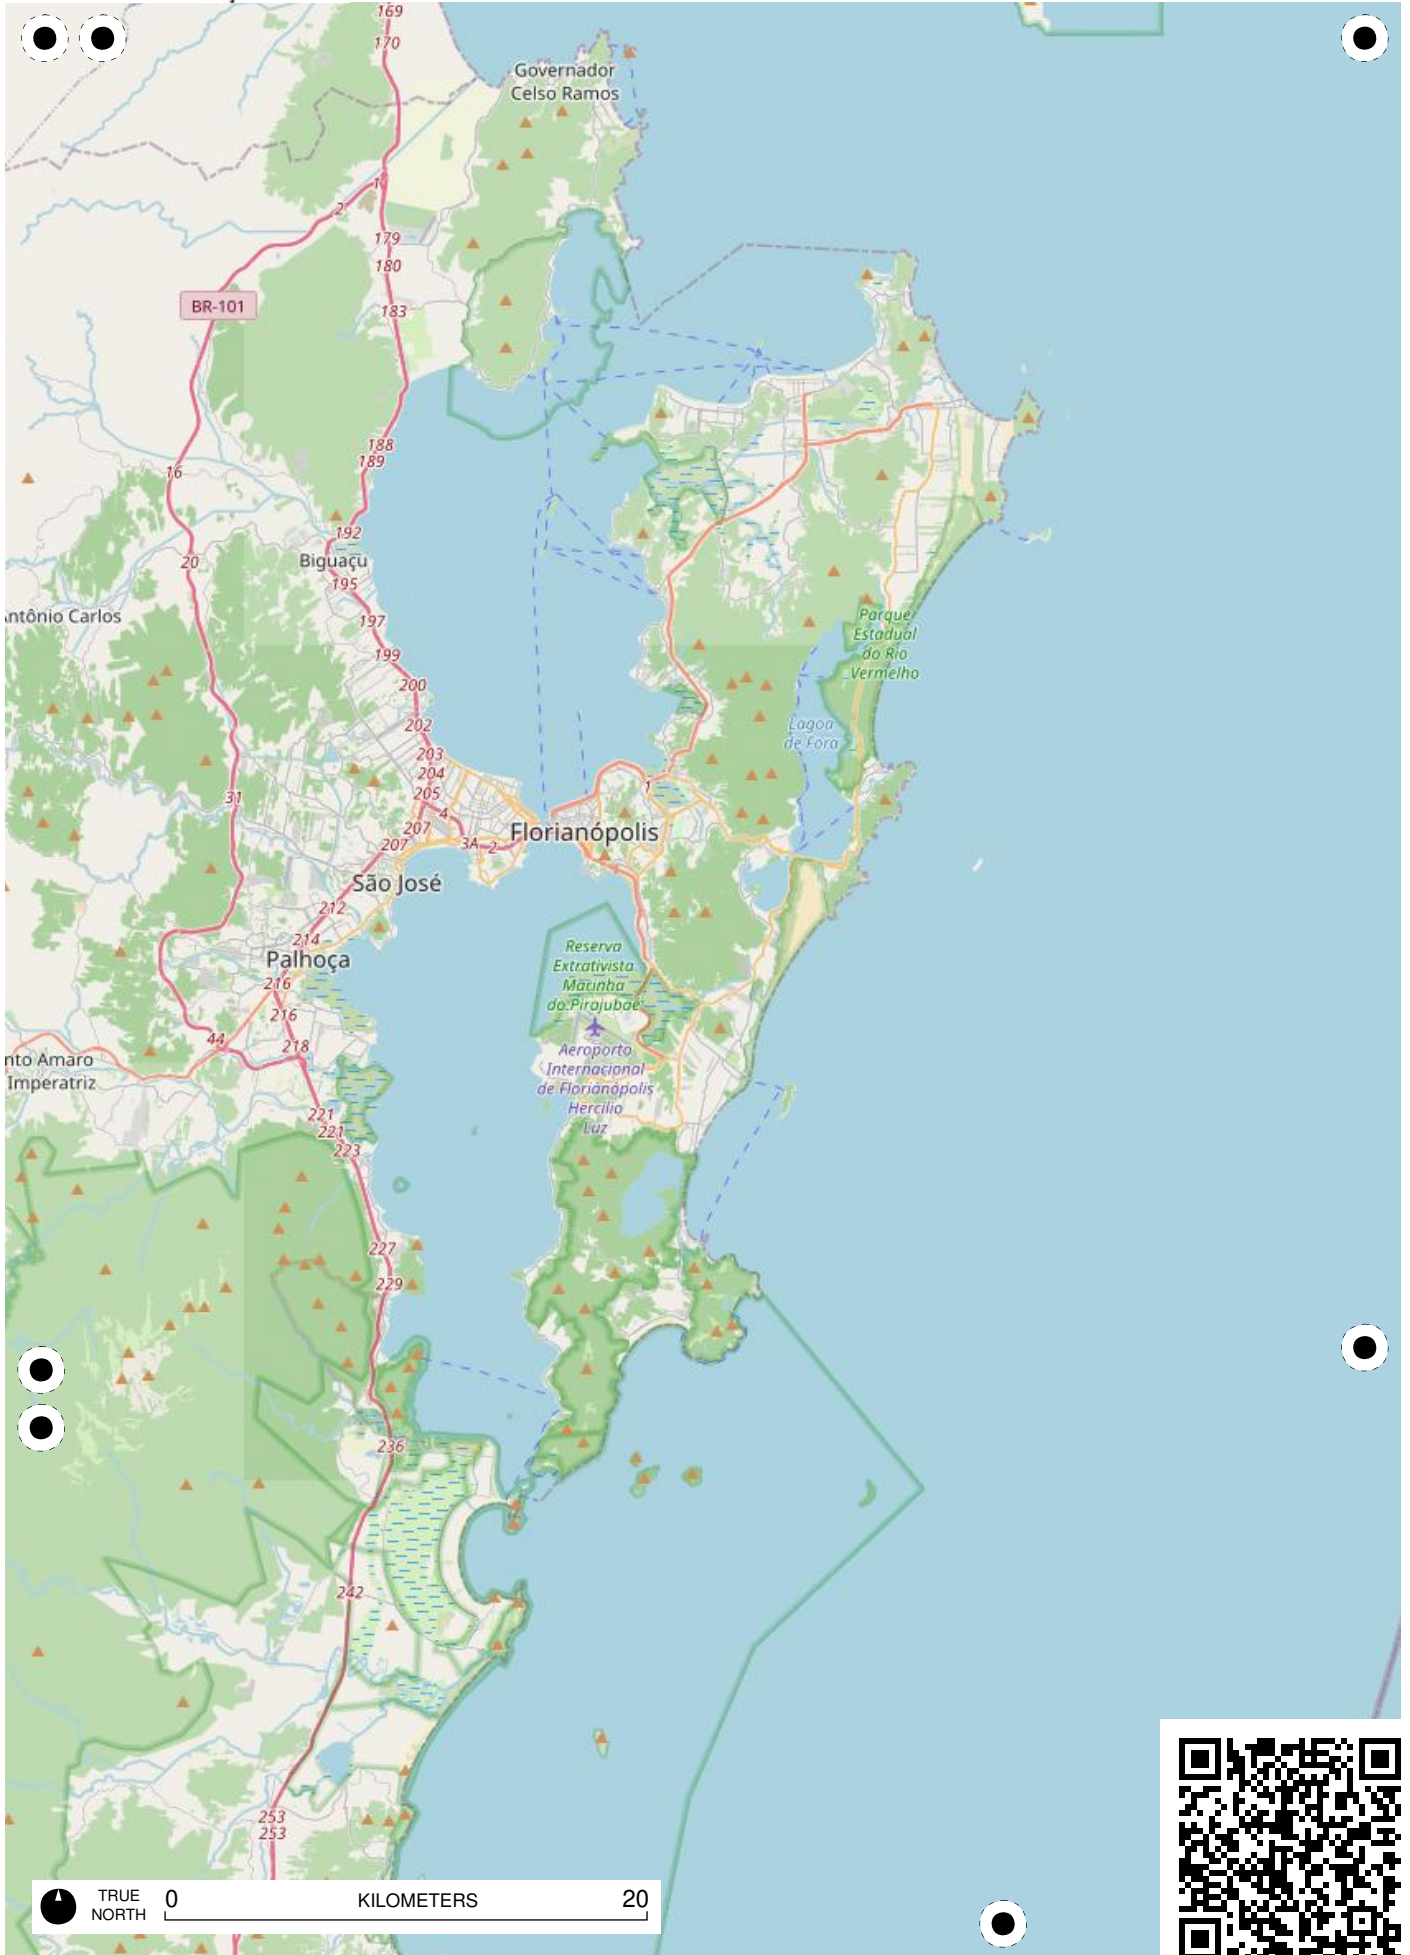 169
170
Governador
Celso Ramos
1
2
179
180
BR-101
183
188
189
16
192
20
Biguaçu
195
ntônio Carlos
197
Parque
Estadual
do Rio
Vermelho
199
200
202
Lagoa
de Fora
203
204
205
31
1
4
207
Florianópolis
207
3A
2
São José
212
214
Reserva
Extrativista
Marinha
do Pirajubaé
Palhoça
216
216
44
218
nto Amaro
Imperatriz
Aeroporto
Internacional
de Florianópolis
Hercílio
Luz
221
221
223
227
229
236
242
253
253
TRUE
NORTH
0
KILOMETERS
20